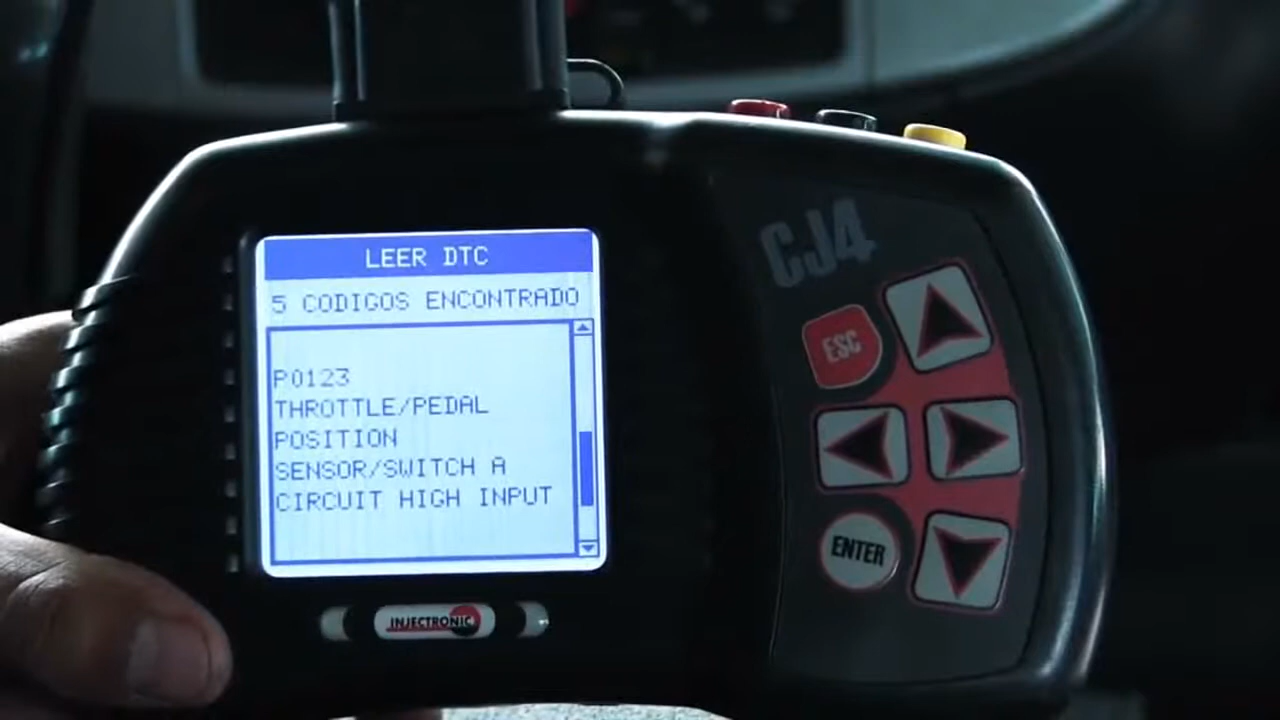 CJ4
LEER DTC
5 CODIGOS ENCONTRADO
P0123
THROTTLE/PEDAL
POSITION
SENSOR/SWITCH A
CIRCUIT HIGH INPUT
ESC
ENTER
INJECTRONIC